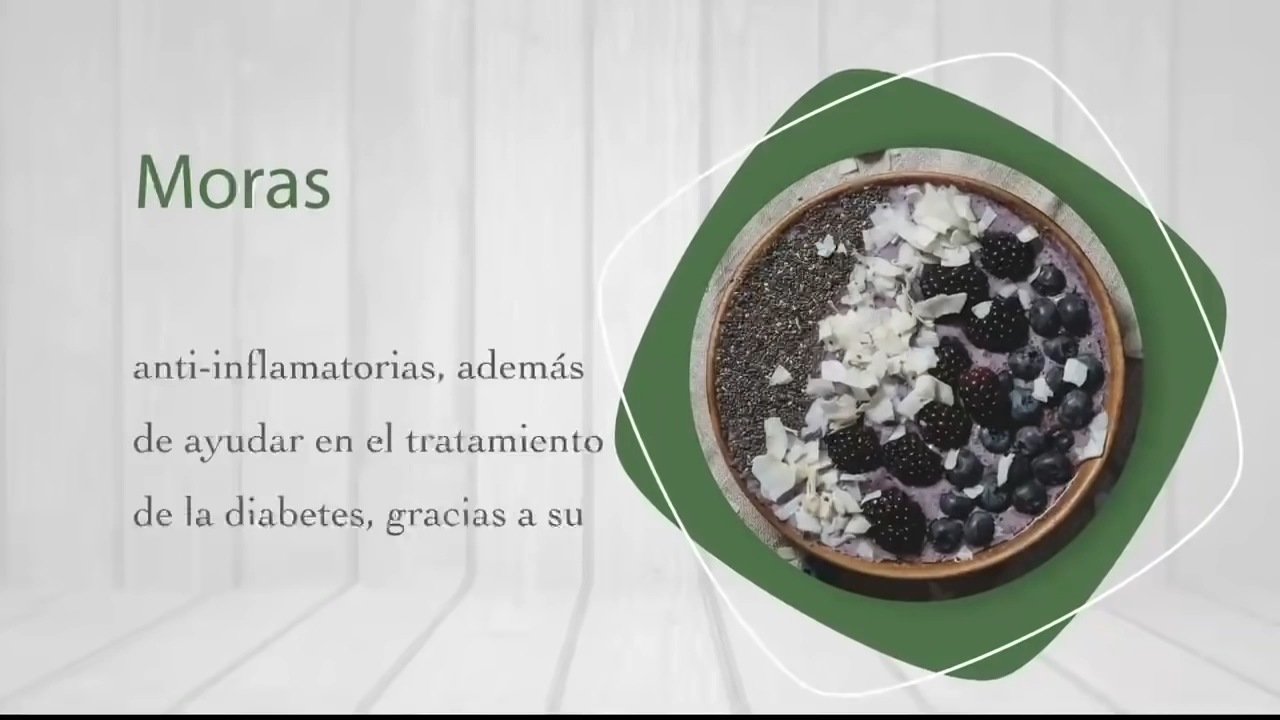 Moras
anti-inflamatorias, además
de ayudar en el tratamiento
de la diabetes, gracias a su